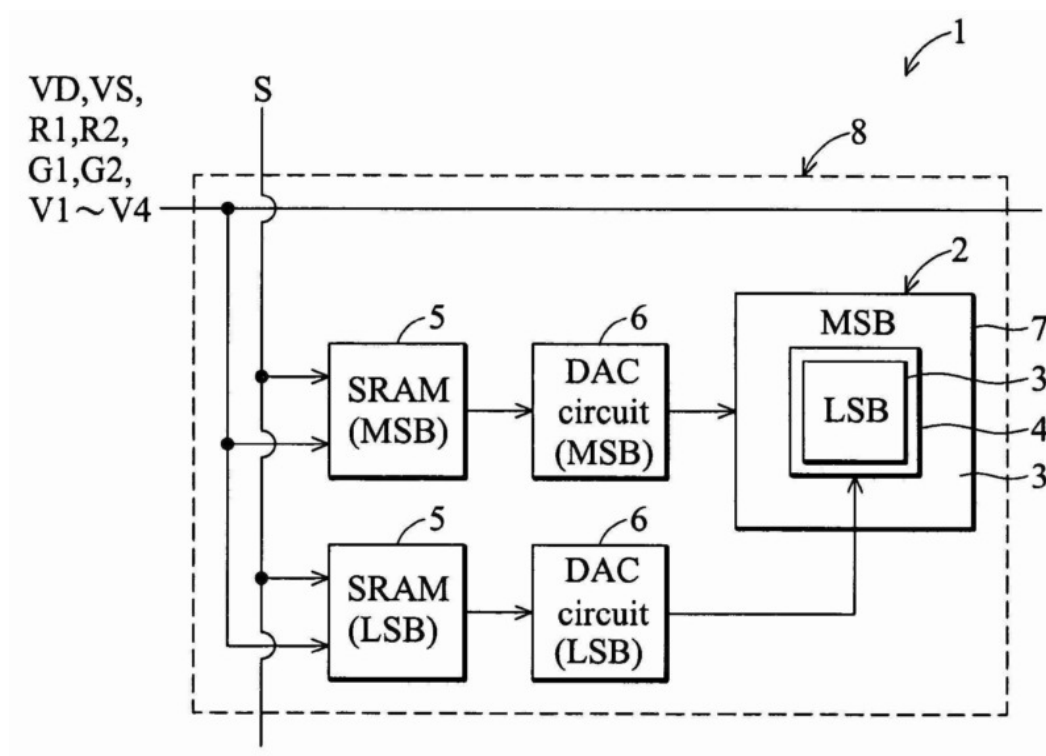 1
VD,VS,
R1,R2,
G1,G2,
V1~V4
S
8
2
5
6
MSB
7
SRAM
(MSB)
DAC
circuit
(MSB)
3
LSB
4
3
5
6
SRAM
(LSB)
DAC
circuit
(LSB)